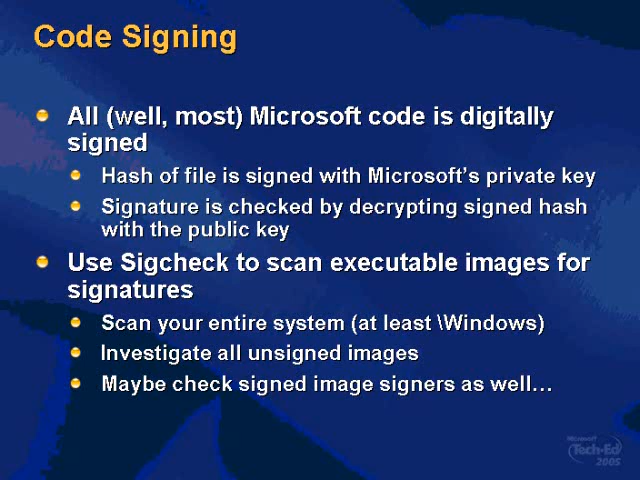 Code Signing
All (well, most) Microsoft code is digitally
signed
Hash of file is signed with Microsoft's private key
Signature is checked by decrypting signed hash
with the public key
Use Sigcheck to scan executable images for
signatures
Scan your entire system (at least \Windows)
Investigate all unsigned images
Maybe check signed image signers as well…
Microsoft
Tech·Ed
2005